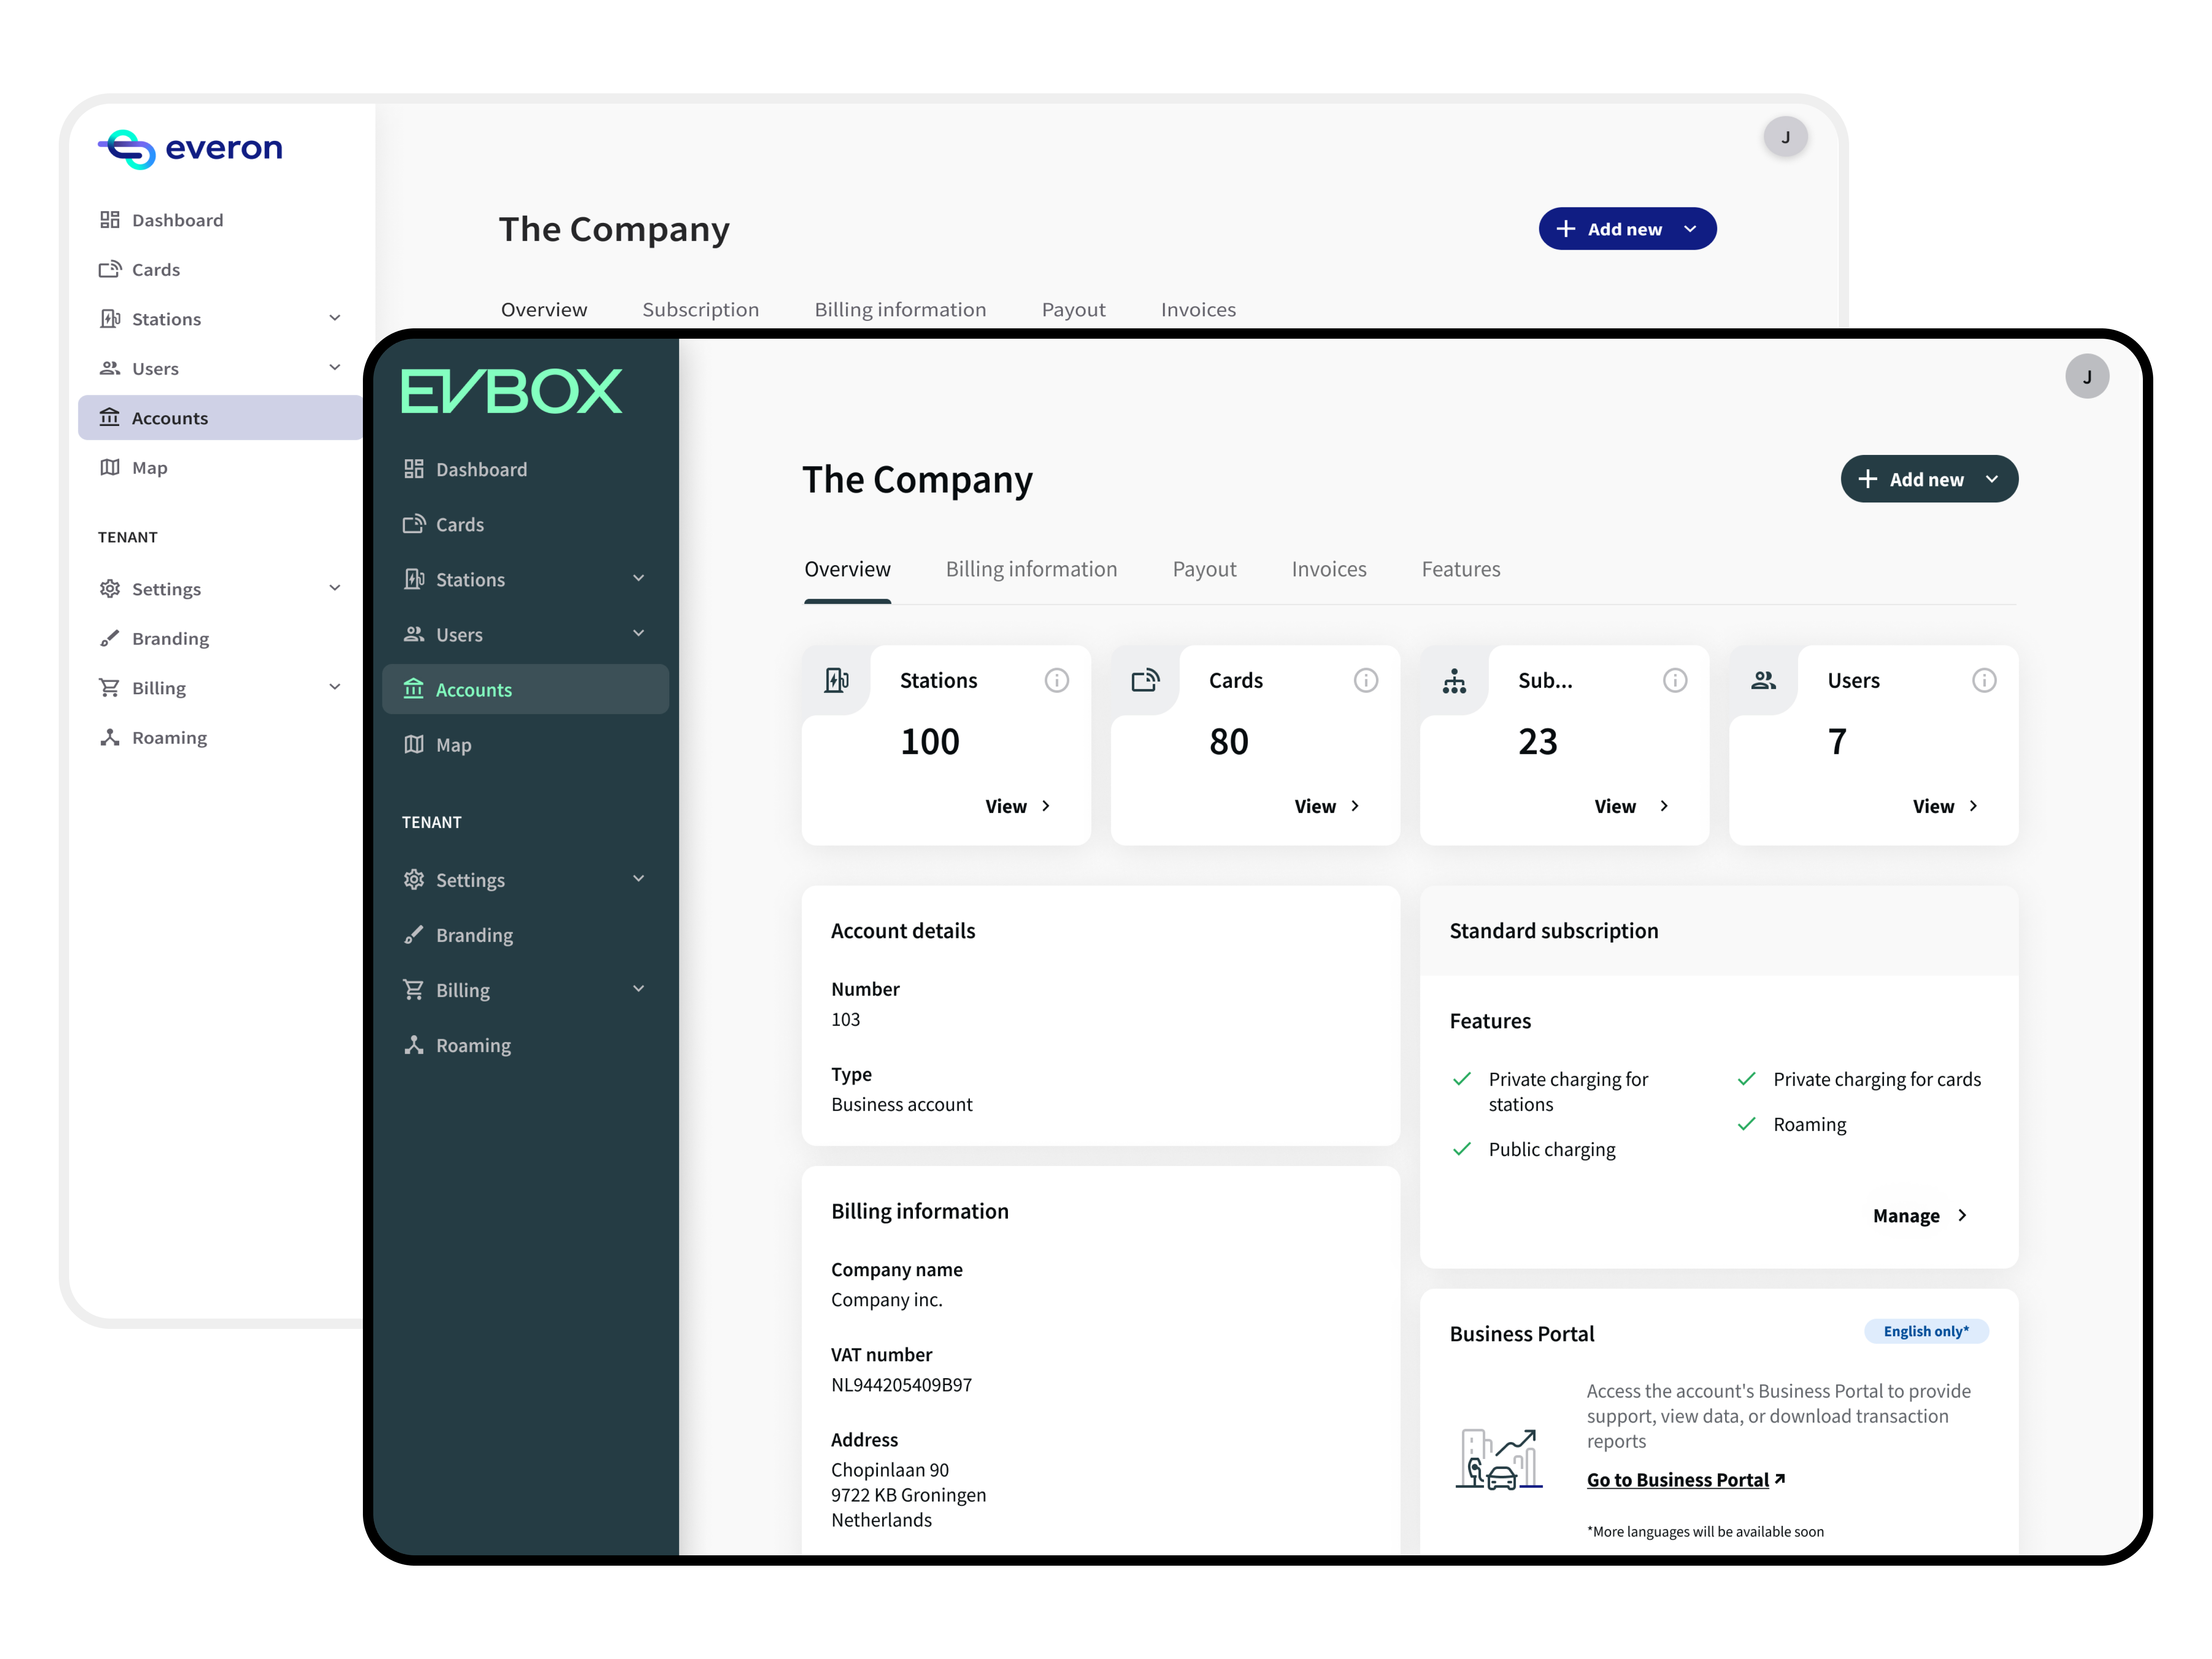 everon
J
Dashboard
Cards
Stations
Users
Accounts
Map
TENANT
Settings
Branding
Billing
Roaming
The Company
Add new
Overview Subscription Billing information Payout Invoices
EVBOX
J
Dashboard
Cards
Stations
Users
Accounts
Map
TENANT
Settings
Branding
Billing
Roaming
The Company
Add new
Overview Billing information Payout Invoices Features
Stations
100
View
Cards
80
View
Sub...
23
View
Users
7
View
Account details
Number
103
Type
Business account
Billing information
Company name
Company inc.
VAT number
NL944205409B97
Address
Chopinlaan 90
9722 KB Groningen
Netherlands
Standard subscription
Features
Private charging for
stations
Public charging
Private charging for cards
Roaming
Manage
Business Portal
English only*
Access the account's Business Portal to provide
support, view data, or download transaction
reports
Go to Business Portal
*More languages will be available soon